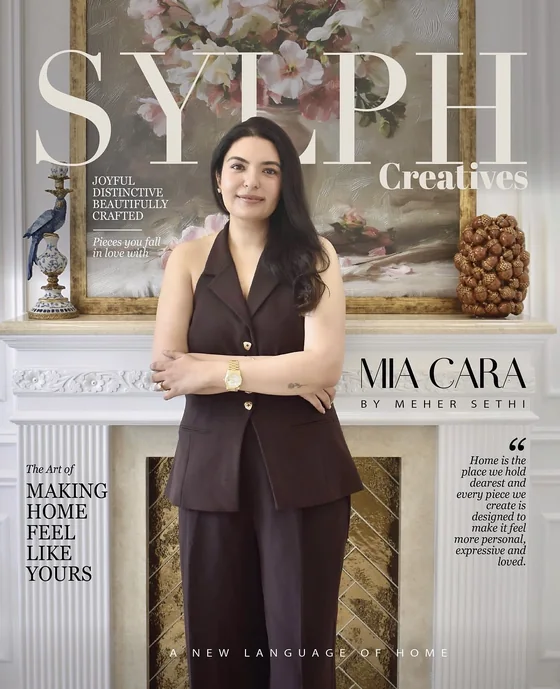 SYLPH
Creatives
JOYFUL
DISTINCTIVE
BEAUTIFULLY
CRAFTED
Pieces you fall
in love with
MIA CARA
BY MEHER SETHI
The Art of
MAKING
HOME
FEEL
LIKE
YOURS
“
Home is the
place we hold
dearest and
every piece we
create is
designed to
make it feel
more personal,
expressive and
loved.
A NEW LANGUAGE OF HOME